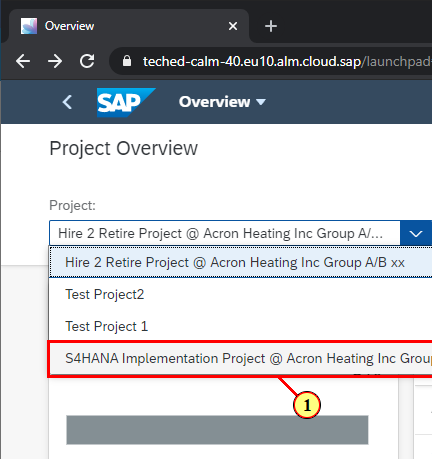 Overview
teched-calm-40.eu10.alm.cloud.sap/launchpad
SAP Overview
Project Overview
Project:
Hire 2 Retire Project @ Acron Heating Inc Group A/...
Hire 2 Retire Project @ Acron Heating Inc Group A/B xx
Test Project2
Test Project 1
S4HANA Implementation Project @ Acron Heating Inc Grou
1